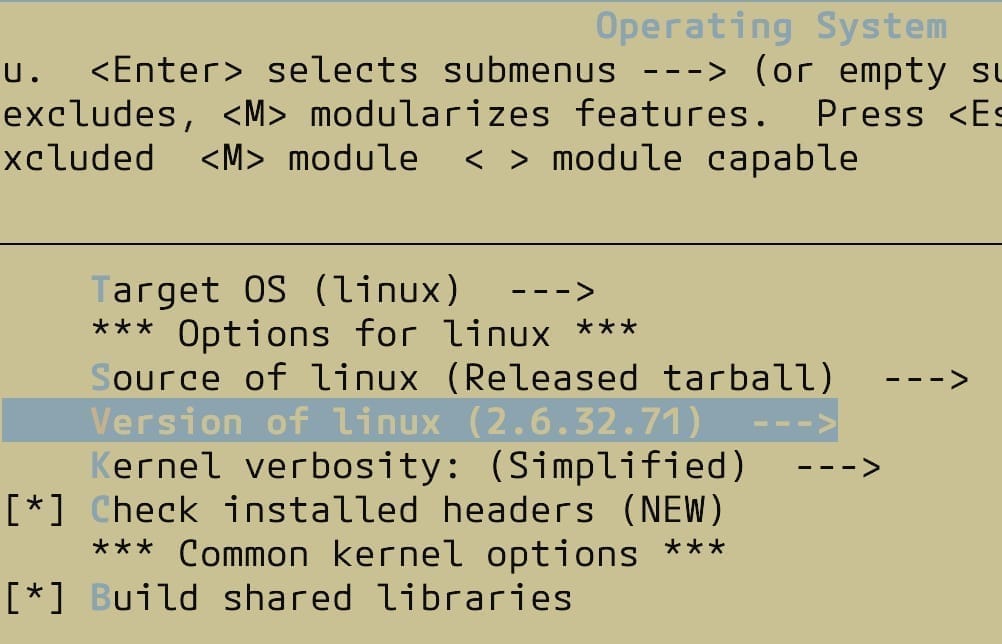 Operating System
u.  <Enter> selects submenus ---> (or empty su
excludes, <M> modularizes features.  Press <Es
xcluded  <M> module  < > module capable
Target OS (linux)  --->
*** Options for linux ***
Source of linux (Released tarball)  --->
Version of linux (2.6.32.71)  --->
Kernel verbosity: (Simplified)  --->
[*] Check installed headers (NEW)
*** Common kernel options ***
[*] Build shared libraries